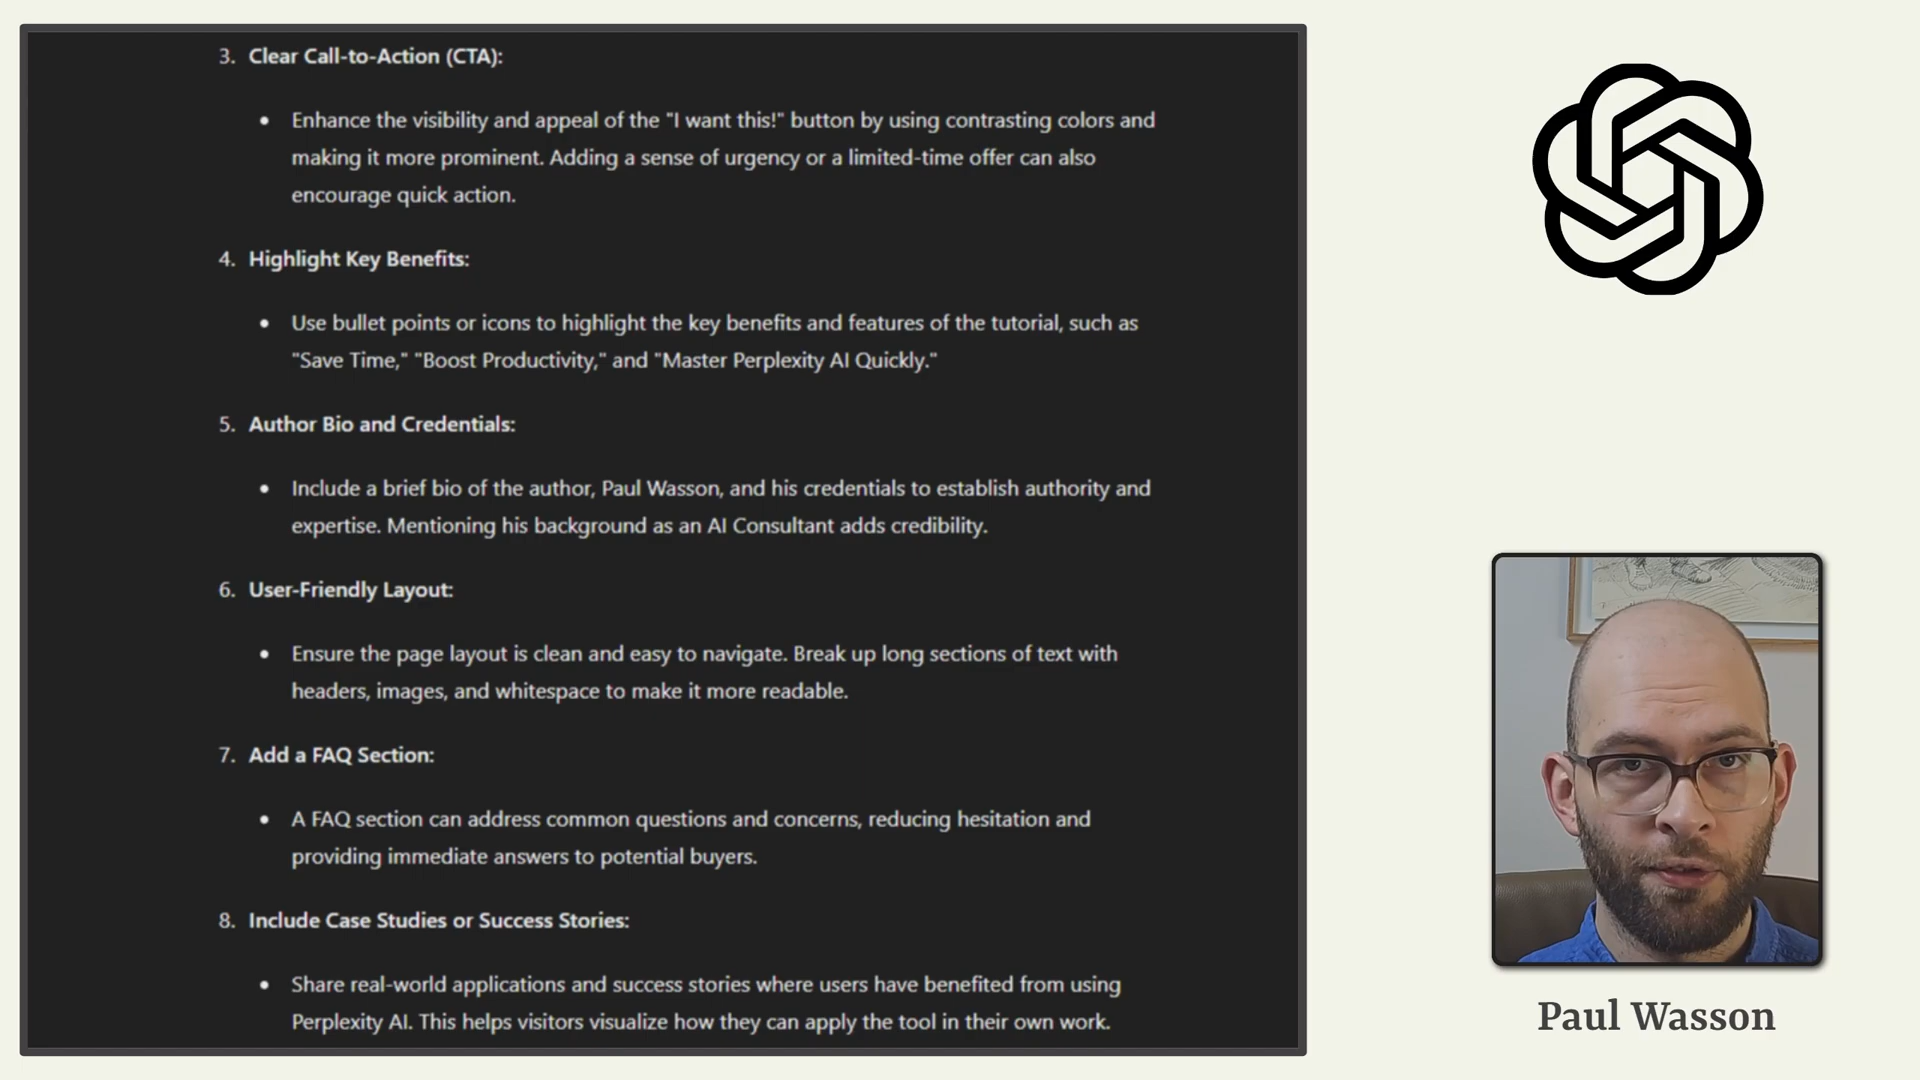 3. Clear Call-to-Action (CTA):
• Enhance the visibility and appeal of the "I want this!" button by using contrasting colors and
making it more prominent. Adding a sense of urgency or a limited-time offer can also
encourage quick action.
4. Highlight Key Benefits:
• Use bullet points or icons to highlight the key benefits and features of the tutorial, such as
"Save Time," "Boost Productivity," and "Master Perplexity AI Quickly."
5. Author Bio and Credentials:
• Include a brief bio of the author, Paul Wasson, and his credentials to establish authority and
expertise. Mentioning his background as an AI Consultant adds credibility.
6. User-Friendly Layout:
• Ensure the page layout is clean and easy to navigate. Break up long sections of text with
headers, images, and whitespace to make it more readable.
7. Add a FAQ Section:
• A FAQ section can address common questions and concerns, reducing hesitation and
providing immediate answers to potential buyers.
8. Include Case Studies or Success Stories:
• Share real-world applications and success stories where users have benefited from using
Perplexity AI. This helps visitors visualize how they can apply the tool in their own work.
Paul Wasson